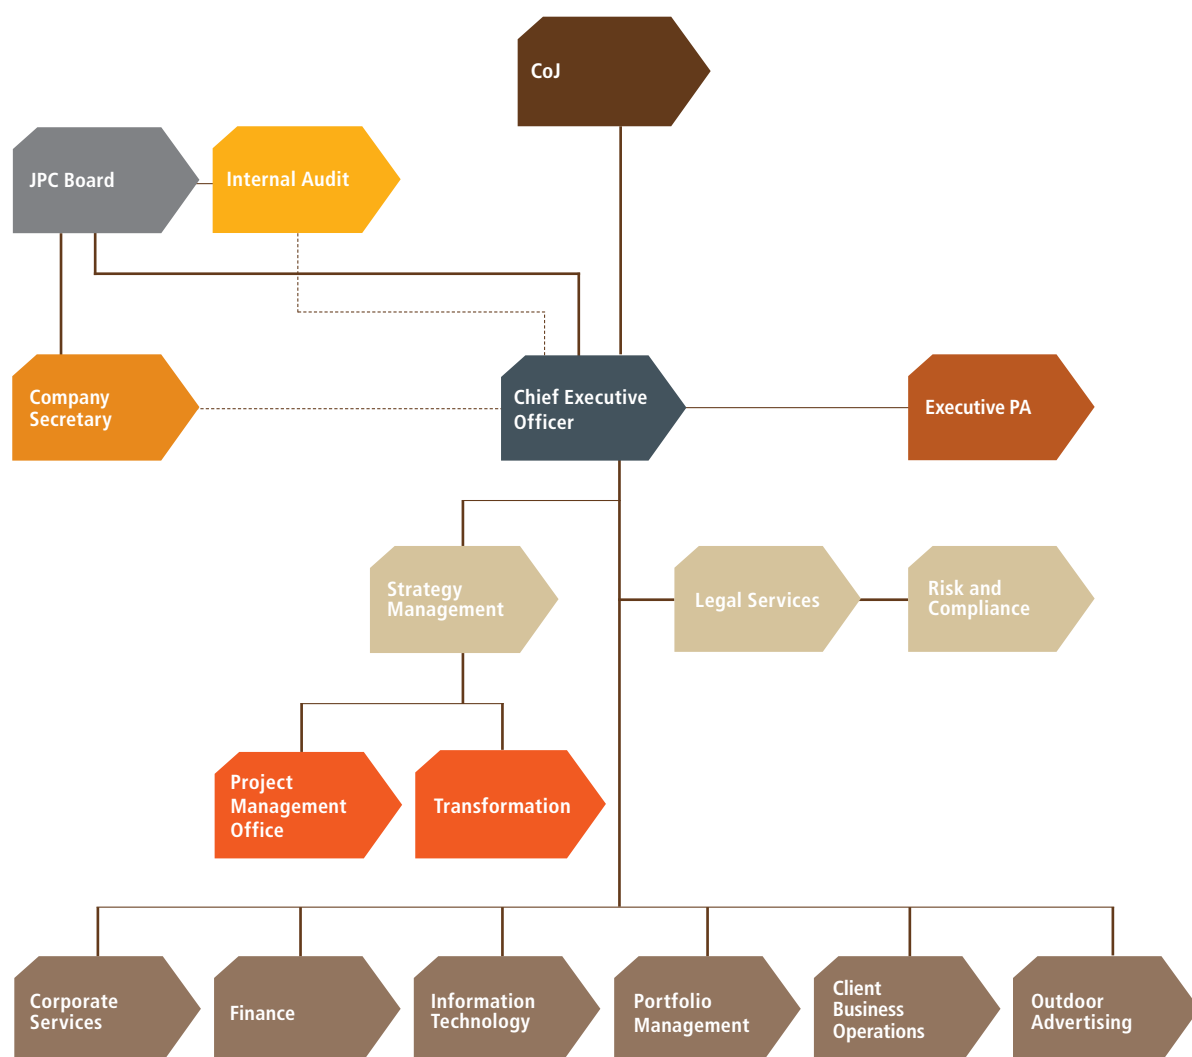 CoJ
JPC Board
Internal Audit
Company
Secretary
Chief Executive
Officer
Executive PA
Strategy
Management
Legal Services
Risk and
Compliance
Project
Management
Office
Transformation
Corporate
Services
Finance
Information
Technology
Portfolio
Management
Client
Business
Operations
Outdoor
Advertising